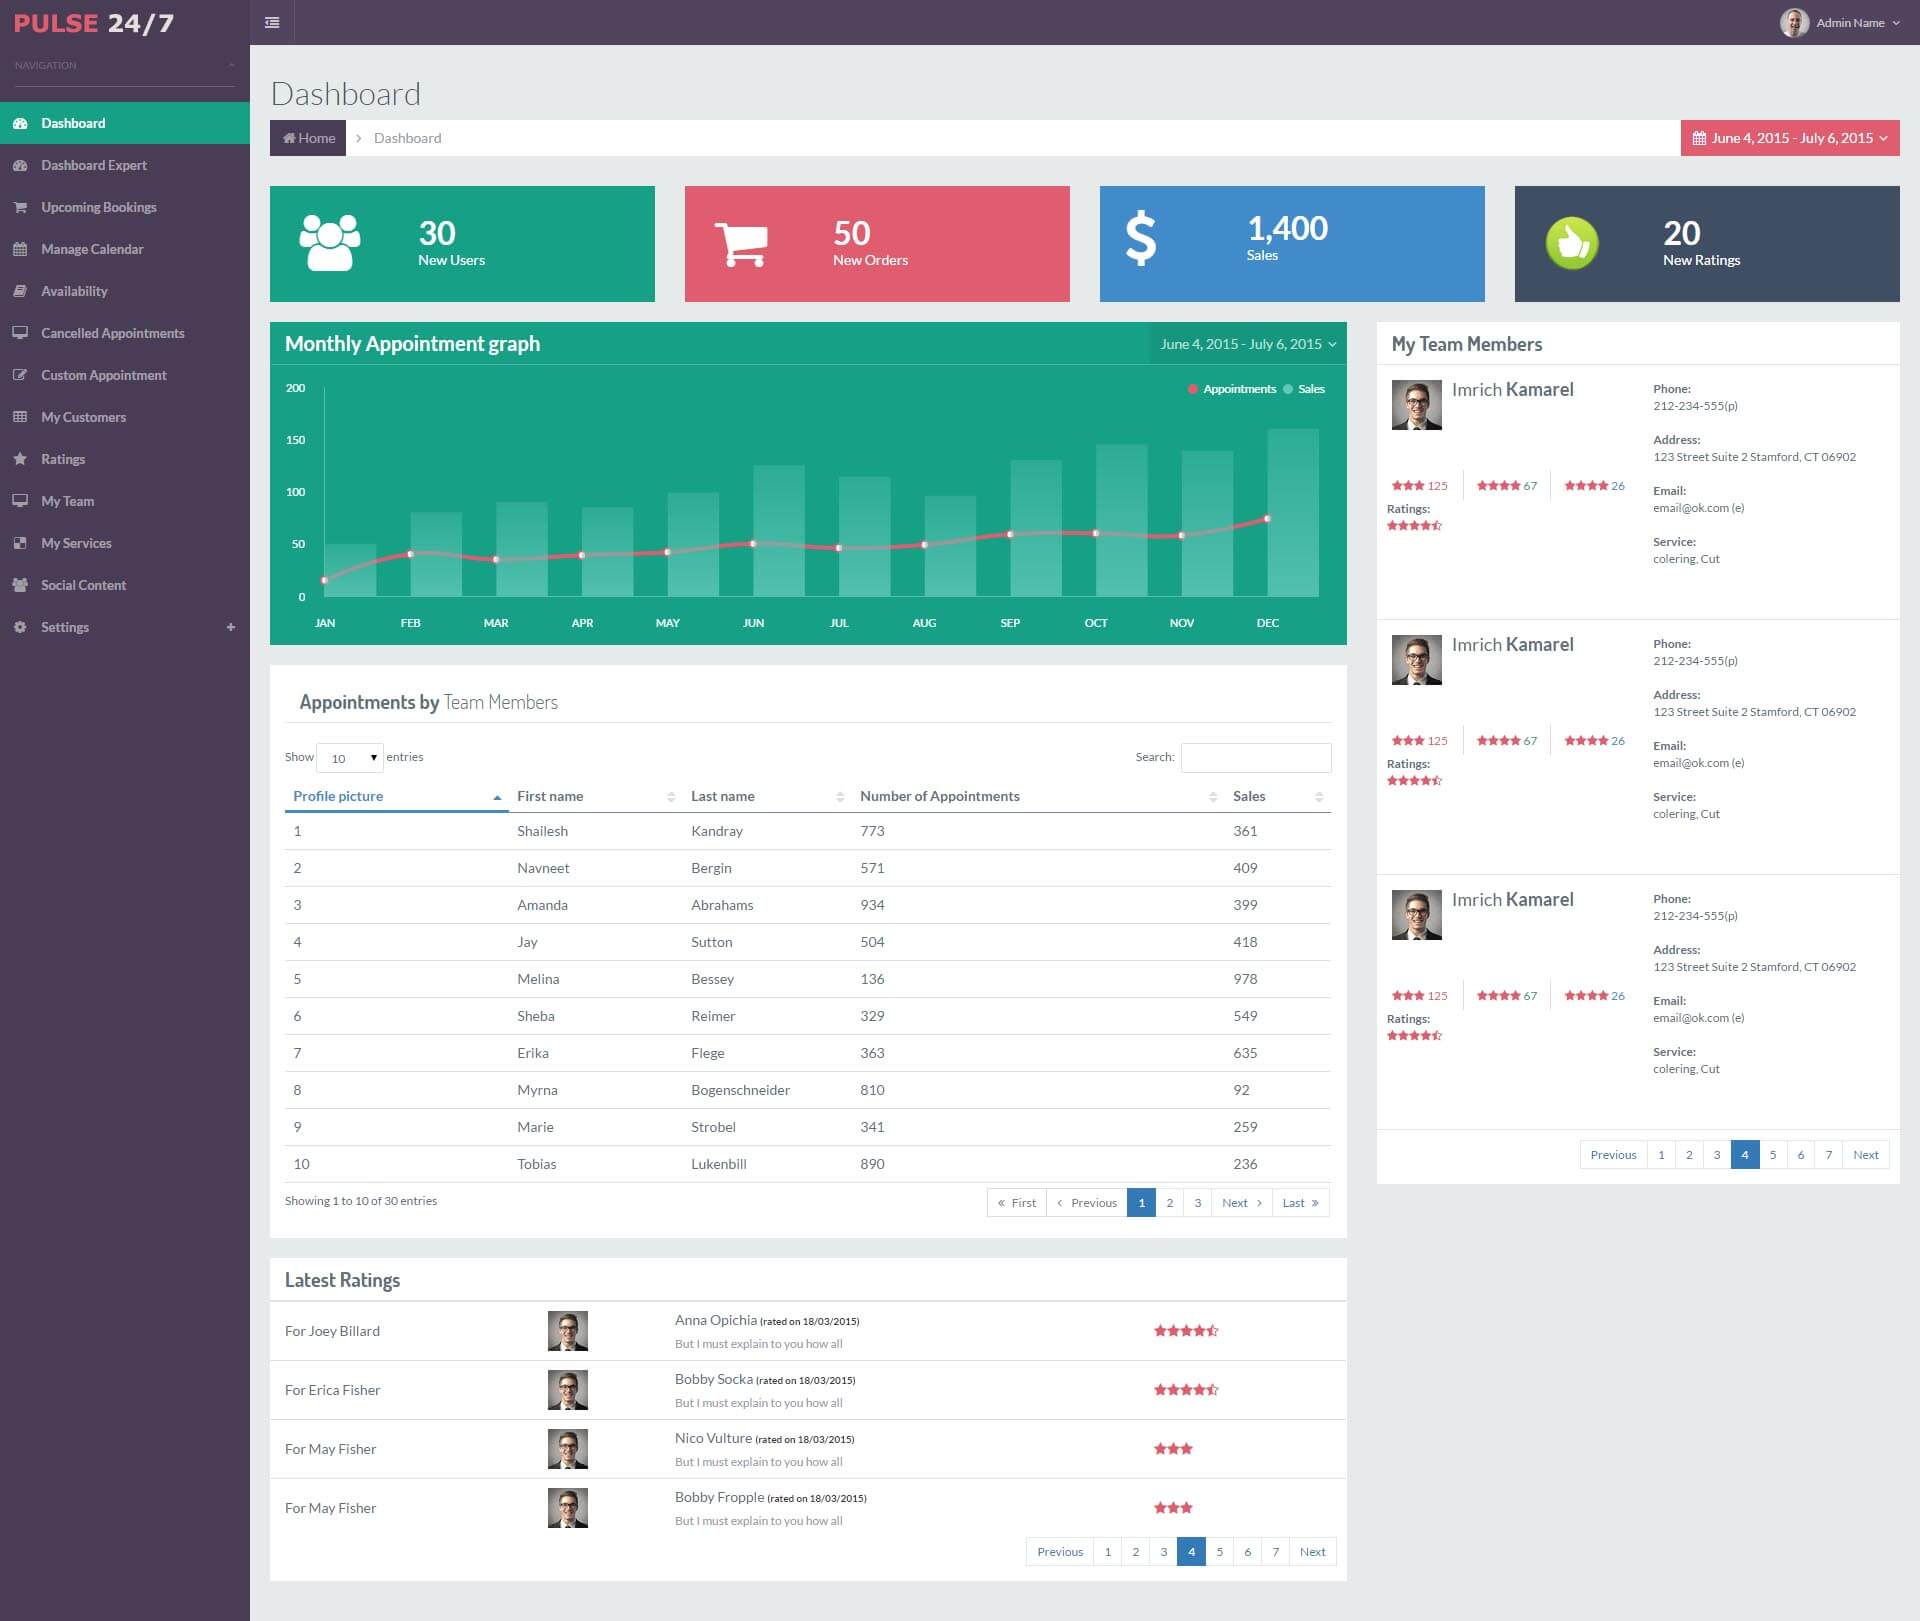 PULSE 24/7
Admin Name
NAVIGATION
Dashboard
Dashboard Expert
Upcoming Bookings
Manage Calendar
Availability
Cancelled Appointments
Custom Appointment
My Customers
Ratings
My Team
My Services
Social Content
Settings
Dashboard
Home Dashboard
June 4, 2015 - July 6, 2015
30
New Users
50
New Orders
1,400
Sales
20
New Ratings
Monthly Appointment graph
June 4, 2015 - July 6, 2015
Appointments Sales
200
150
100
50
0
JAN FEB MAR APR MAY JUN JUL AUG SEP OCT NOV DEC
Appointments by Team Members
Show 10 entries
Search:
Profile picture First name Last name Number of Appointments Sales
1 Shailesh Kandray 773 361
2 Navneet Bergin 571 409
3 Amanda Abrahams 934 399
4 Jay Sutton 504 418
5 Melina Bessey 136 978
6 Sheba Reimer 329 549
7 Erika Flege 363 635
8 Myrna Bogenschneider 810 92
9 Marie Strobel 341 259
10 Tobias Lukenbill 890 236
Showing 1 to 10 of 30 entries
« First ‹ Previous 1 2 3 Next › Last »
Latest Ratings
For Joey Billard
Anna Opichia (rated on 18/03/2015)
But I must explain to you how all
For Erica Fisher
Bobby Socka (rated on 18/03/2015)
But I must explain to you how all
For May Fisher
Nico Vulture (rated on 18/03/2015)
But I must explain to you how all
For May Fisher
Bobby Fropple (rated on 18/03/2015)
But I must explain to you how all
Previous 1 2 3 4 5 6 7 Next
My Team Members
Imrich Kamarel
125 67 26
Ratings:
Phone:
212-234-555(p)
Address:
123 Street Suite 2 Stamford, CT 06902
Email:
email@ok.com (e)
Service:
colering, Cut
Imrich Kamarel
125 67 26
Ratings:
Phone:
212-234-555(p)
Address:
123 Street Suite 2 Stamford, CT 06902
Email:
email@ok.com (e)
Service:
colering, Cut
Imrich Kamarel
125 67 26
Ratings:
Phone:
212-234-555(p)
Address:
123 Street Suite 2 Stamford, CT 06902
Email:
email@ok.com (e)
Service:
colering, Cut
Previous 1 2 3 4 5 6 7 Next